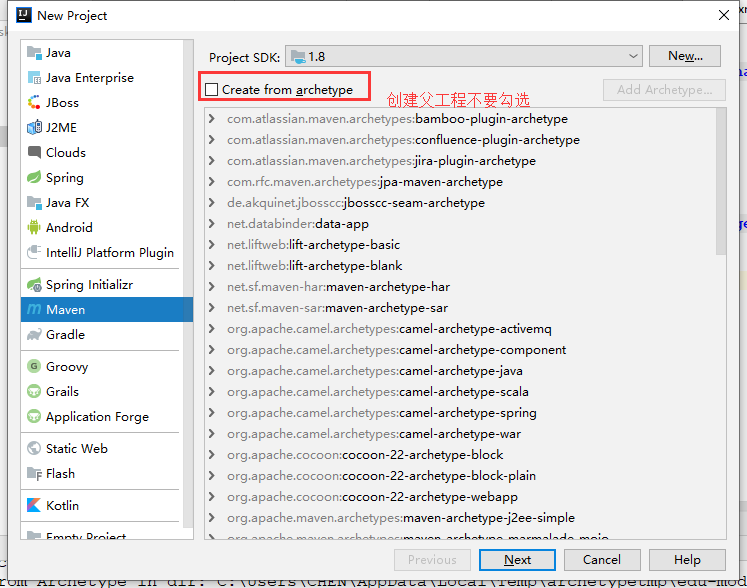 New Project
Java
Java Enterprise
JBoss
J2ME
Clouds
Spring
Java FX
Android
IntelliJ Platform Plugin
Spring Initializr
Maven
Gradle
Groovy
Grails
Application Forge
Static Web
Flash
Kotlin
Empty Project
Project SDK: 1.8 New...
Create from archetype
创建父工程不要勾选
Add Archetype...
com.atlassian.maven.archetypes:bamboo-plugin-archetype
com.atlassian.maven.archetypes:confluence-plugin-archetype
com.atlassian.maven.archetypes:jira-plugin-archetype
com.rfc.maven.archetypes:jpa-maven-archetype
de.akquinet.jbosscc:jbosscc-seam-archetype
net.databinder:data-app
net.liftweb:lift-archetype-basic
net.liftweb:lift-archetype-blank
net.sf.maven-har:maven-archetype-har
net.sf.maven-sar:maven-archetype-sar
org.apache.camel.archetypes:camel-archetype-activemq
org.apache.camel.archetypes:camel-archetype-component
org.apache.camel.archetypes:camel-archetype-java
org.apache.camel.archetypes:camel-archetype-scala
org.apache.camel.archetypes:camel-archetype-spring
org.apache.camel.archetypes:camel-archetype-war
org.apache.cocoon:cocoon-22-archetype-block
org.apache.cocoon:cocoon-22-archetype-block-plain
org.apache.cocoon:cocoon-22-archetype-webapp
org.apache.maven.archetypes:maven-archetype-j2ee-simple
org.apache.maven.archetypes:maven-archetype-marmalade-mojo
Previous Next Cancel Help
rom Archetype in dir: C:\Users\CHEN\AppData\Local\Temp\archetypetmp\edu-mod